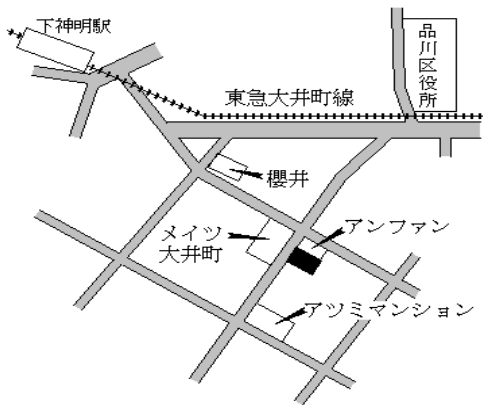 下神明駅
品川区役所
東急大井町線
櫻井
アンファン
メイツ
大井町
アツミマンション